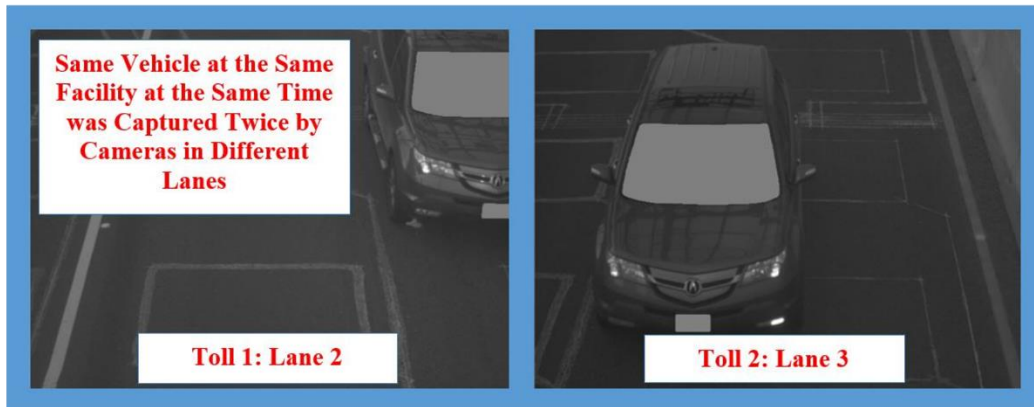 Same Vehicle at the Same
Facility at the Same Time
was Captured Twice by
Cameras in Different
Lanes
Toll 1: Lane 2
Toll 2: Lane 3